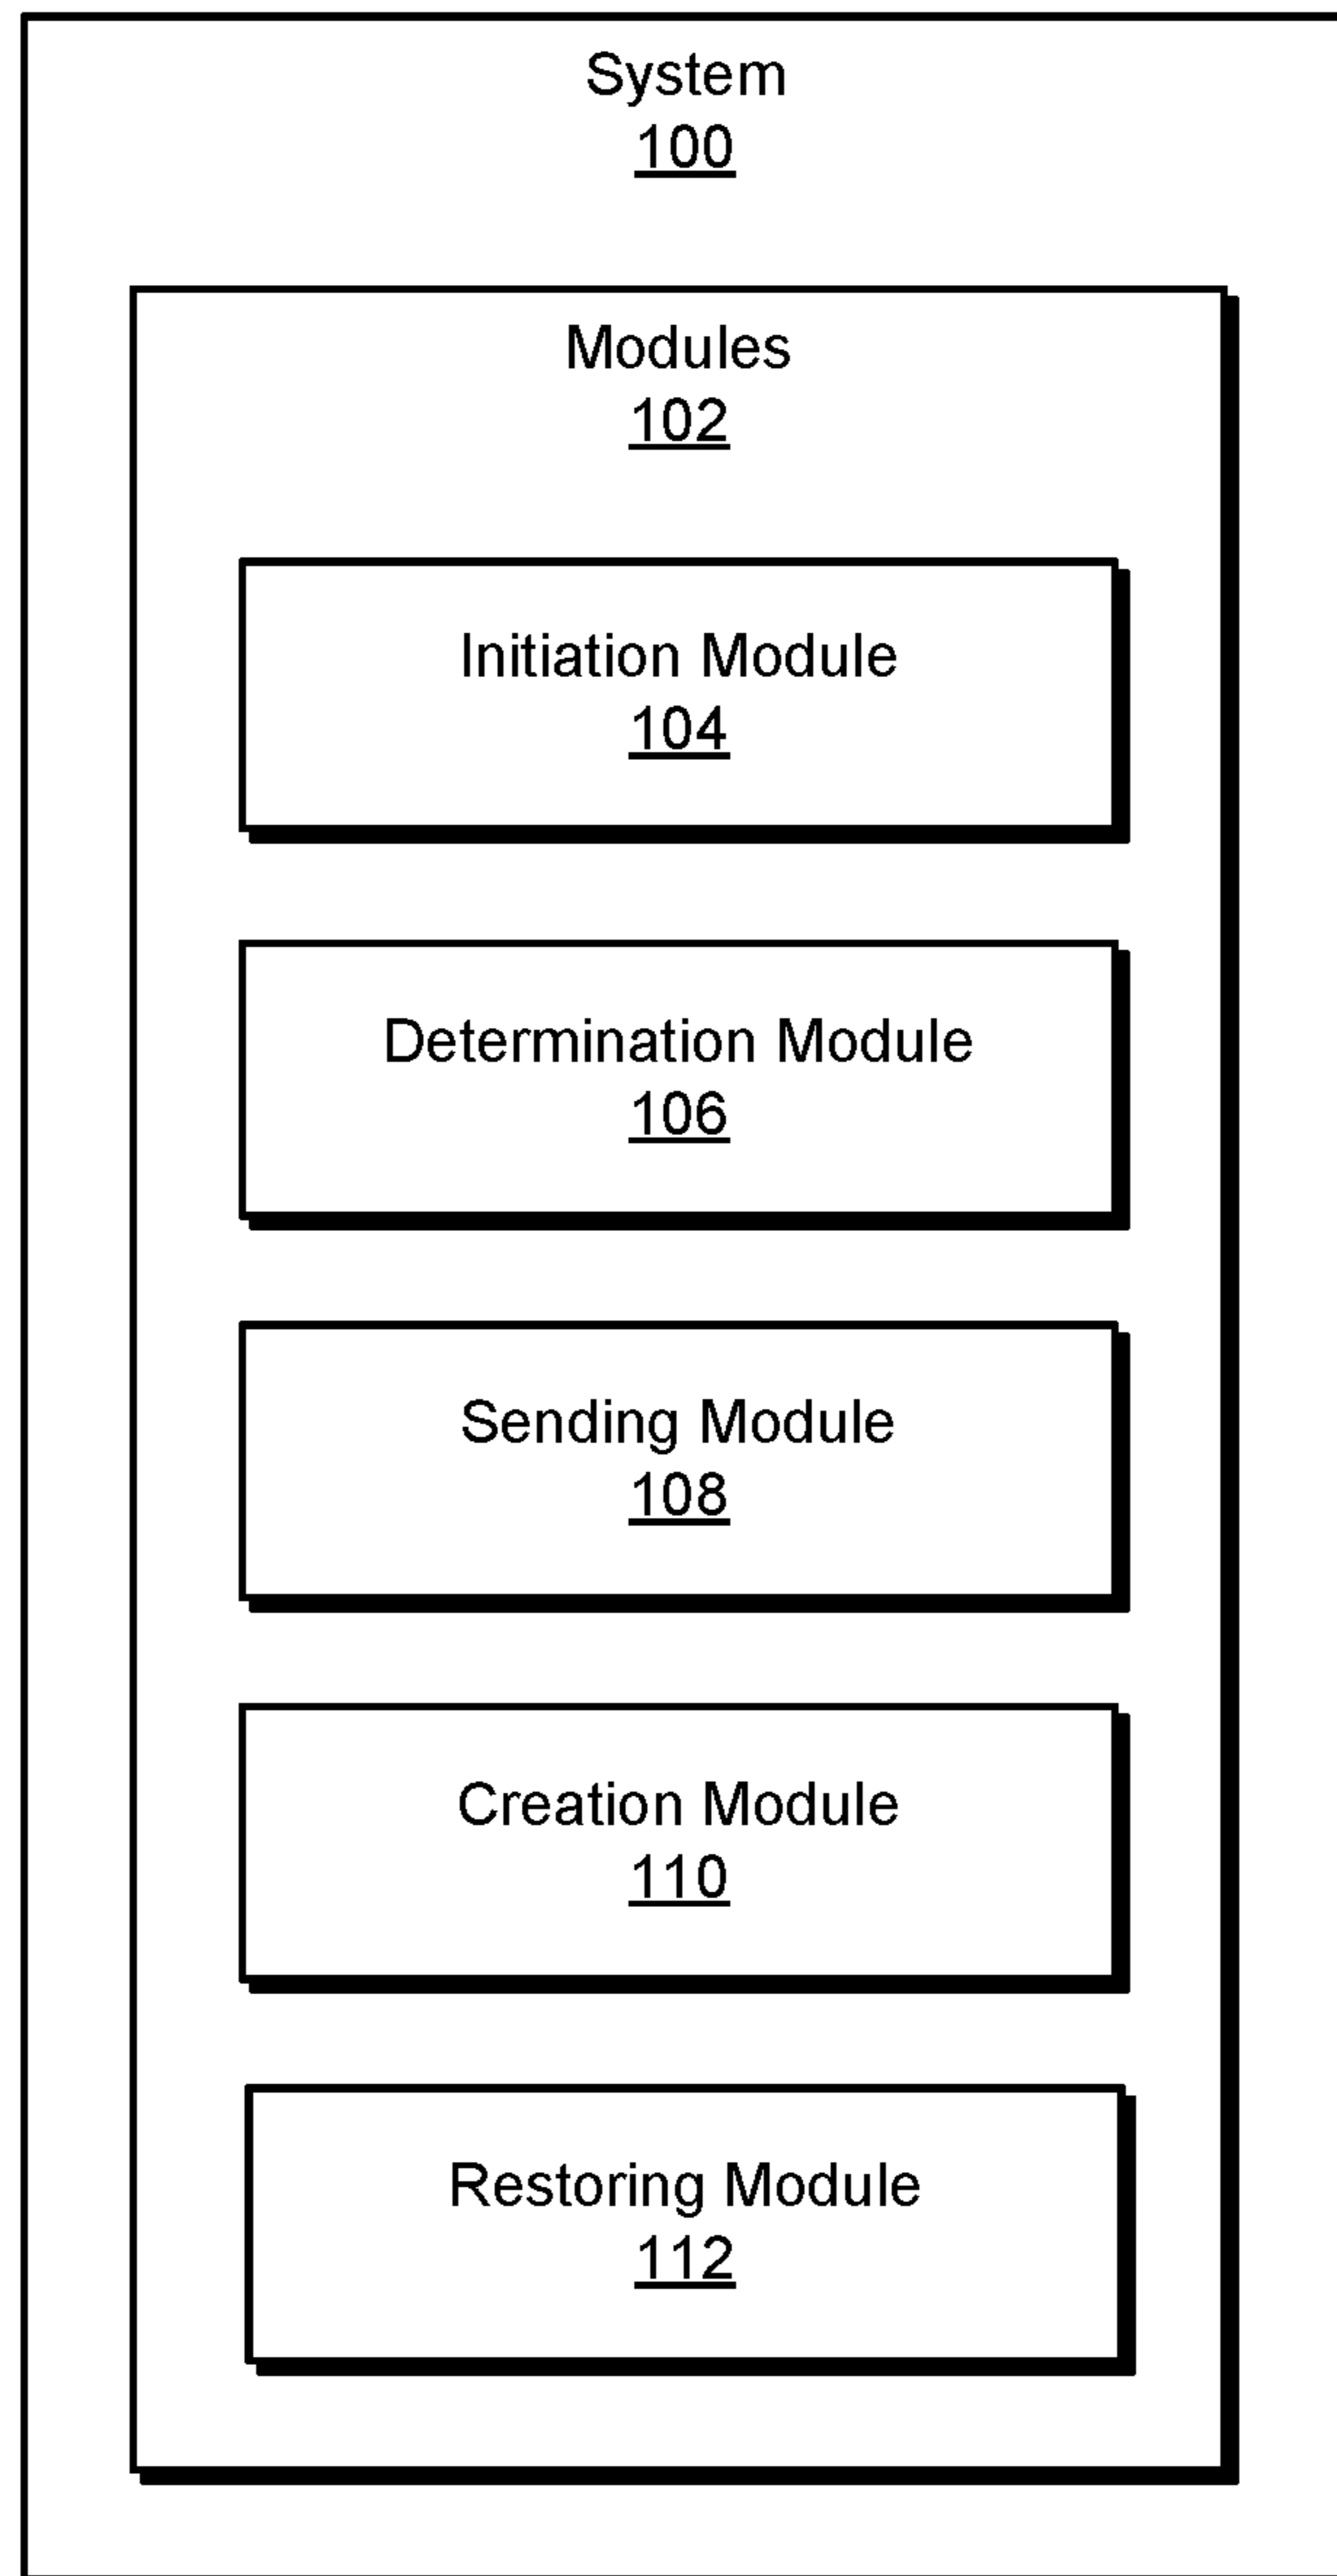 System
100
Modules
102
Initiation Module
104
Determination Module
106
Sending Module
108
Creation Module
110
Restoring Module
112